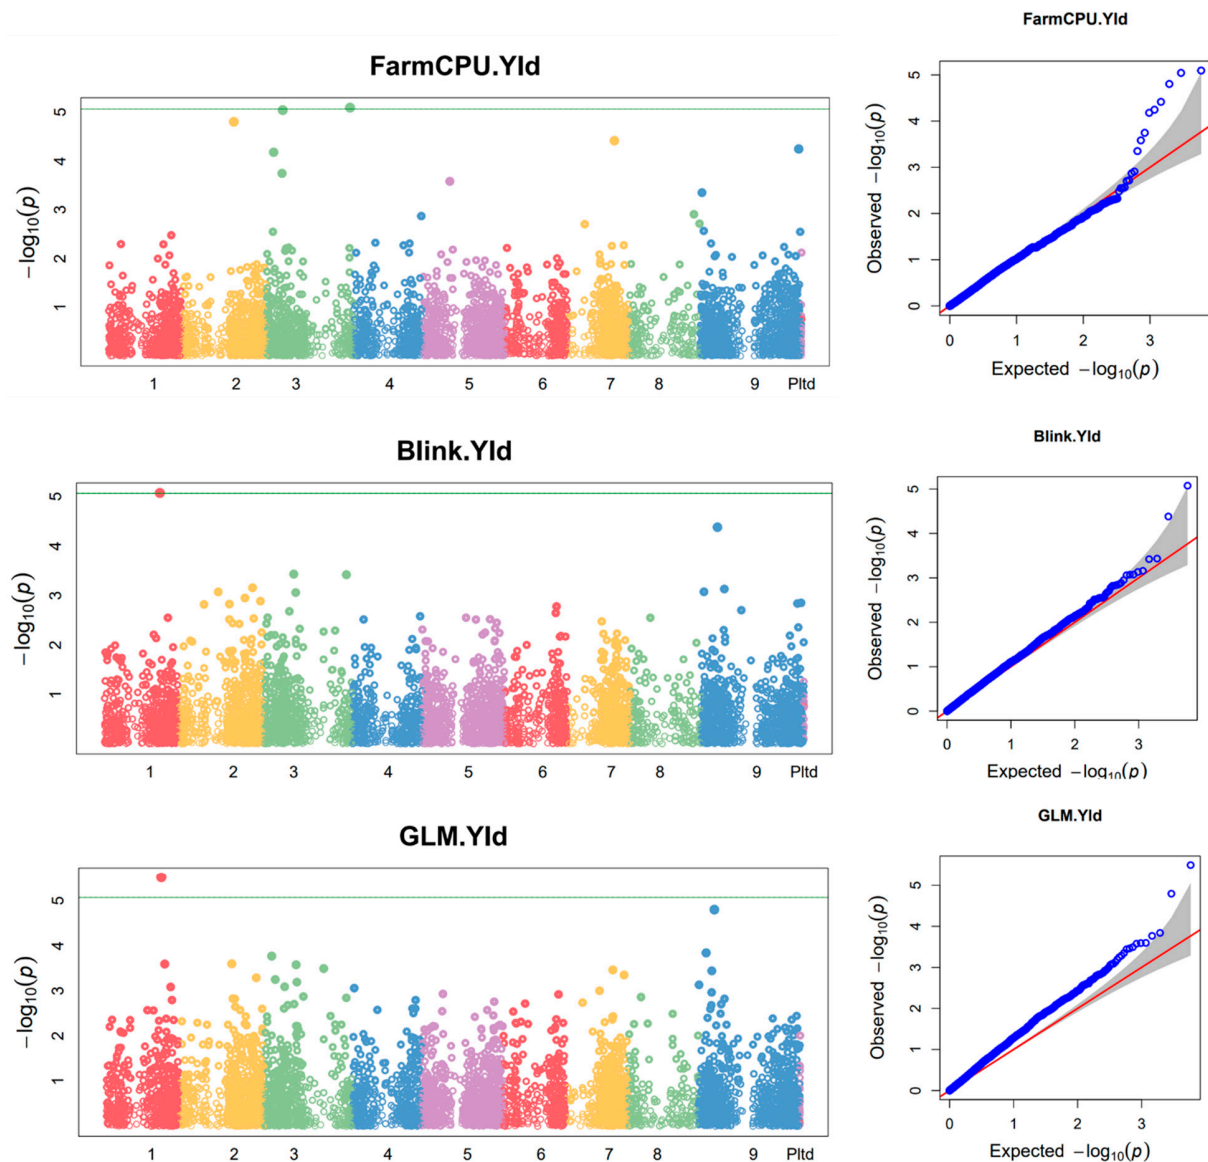 FarmCPU.Yld
−log10(p)
5
4
3
2
1
1 2 3 4 5 6 7 8 9 Pltd
FarmCPU.Yld
Observed −log10(p)
5
4
3
2
1
0
0 1 2 3
Expected −log10(p)
Blink.Yld
−log10(p)
5
4
3
2
1
1 2 3 4 5 6 7 8 9 Pltd
Blink.Yld
Observed −log10(p)
5
4
3
2
1
0
0 1 2 3
Expected −log10(p)
GLM.Yld
−log10(p)
5
4
3
2
1
1 2 3 4 5 6 7 8 9 Pltd
GLM.Yld
Observed −log10(p)
5
4
3
2
1
0
0 1 2 3
Expected −log10(p)